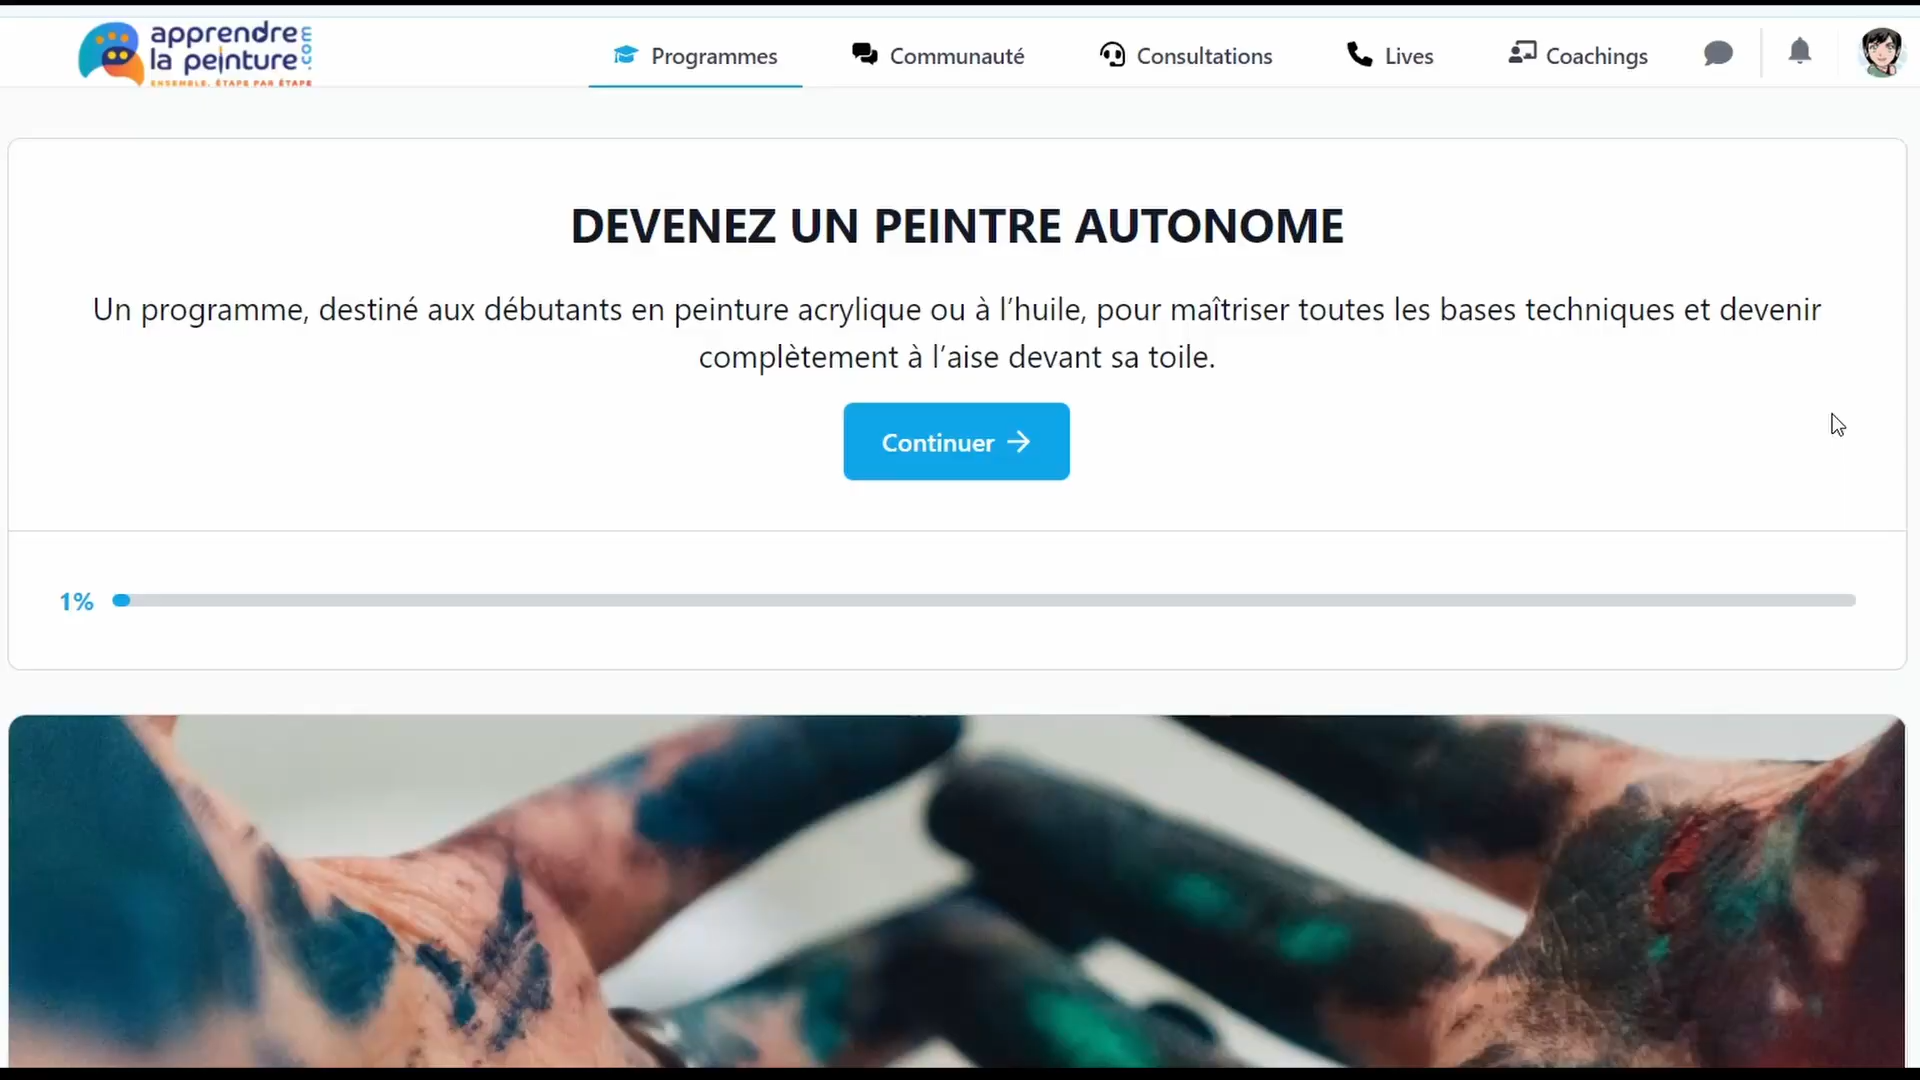 apprendre
la peinture
.com
ENSEMBLE, ÉTAPE PAR ÉTAPE
Programmes
Communauté
Consultations
Lives
Coachings
DEVENEZ UN PEINTRE AUTONOME
Un programme, destiné aux débutants en peinture acrylique ou à l’huile, pour maîtriser toutes les bases techniques et devenir
complètement à l’aise devant sa toile.
Continuer →
1%